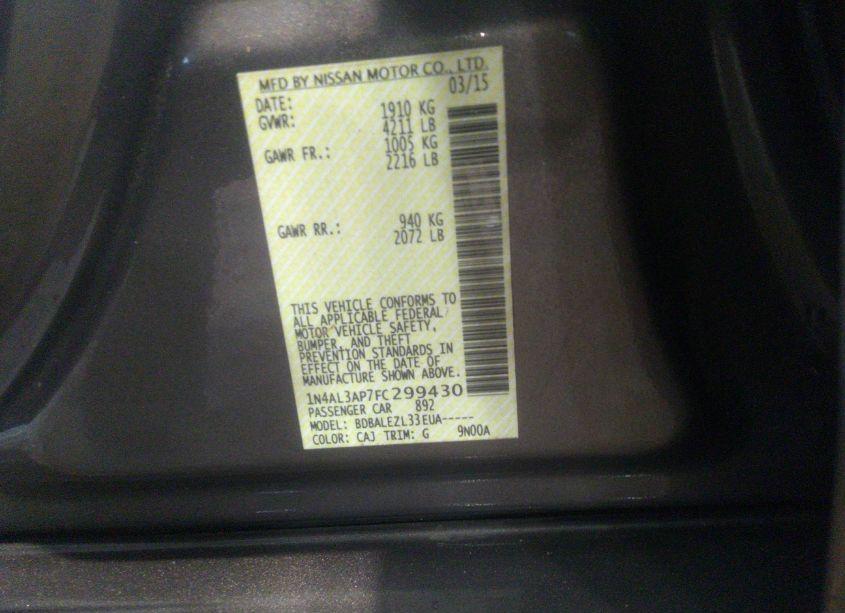 MFD BY NISSAN MOTOR CO., LTD.
DATE: 03/15
GVWR: 1910 KG
4211 LB
GAWR FR.: 1005 KG
2216 LB
GAWR RR.: 940 KG
2072 LB
THIS VEHICLE CONFORMS TO
ALL APPLICABLE FEDERAL
MOTOR VEHICLE SAFETY,
BUMPER, AND THEFT
PREVENTION STANDARDS IN
EFFECT ON THE DATE OF
MANUFACTURE SHOWN ABOVE.
1N4AL3AP7FC299430
PASSENGER CAR 892
MODEL: BDBALEZL33EUA-----
COLOR: CAJ TRIM: G 9N00A